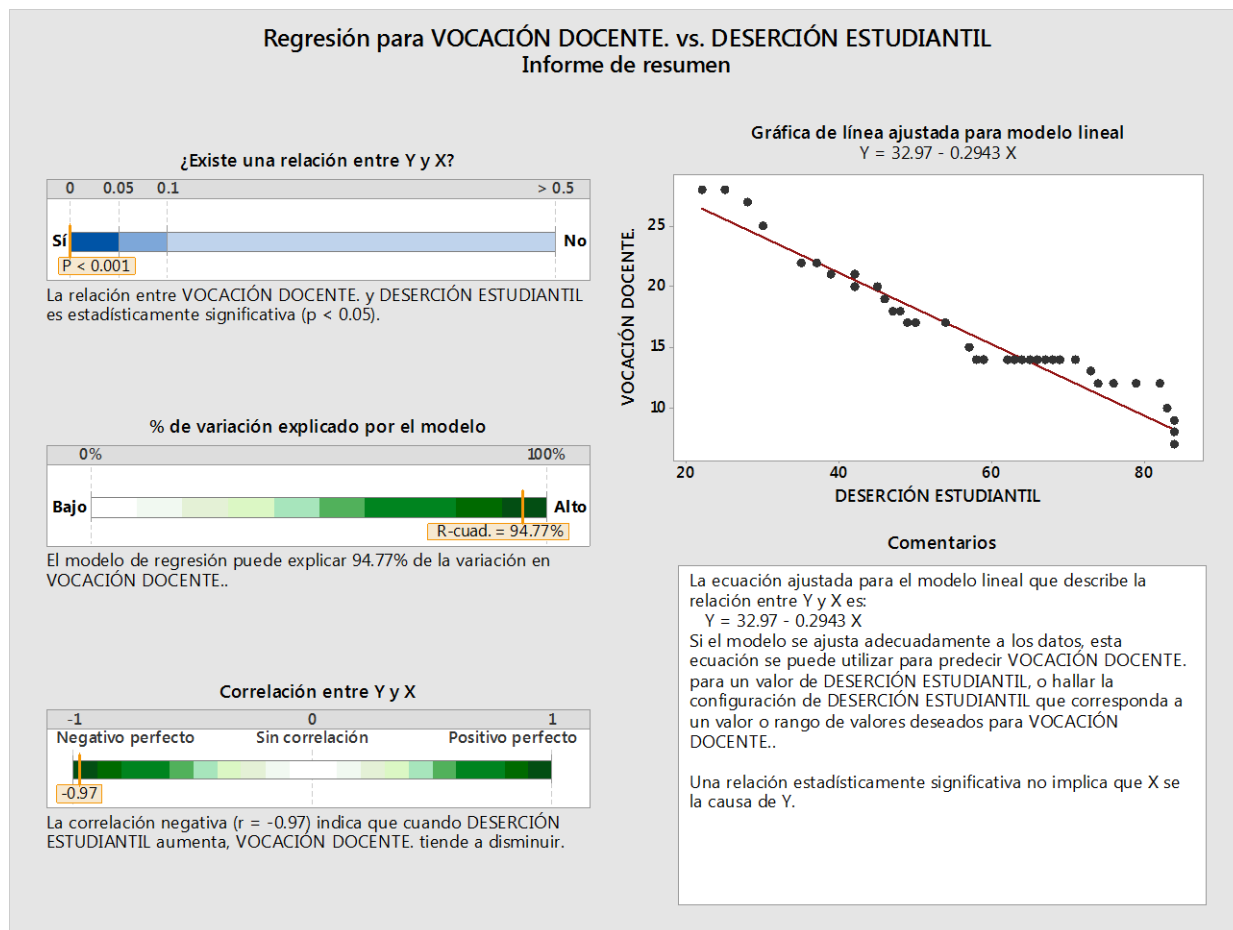 Regresión para VOCACIÓN DOCENTE. vs. DESERCIÓN ESTUDIANTIL
Informe de resumen
¿Existe una relación entre Y y X?
0 0.05 0.1 > 0.5
Sí No
P < 0.001
La relación entre VOCACIÓN DOCENTE. y DESERCIÓN ESTUDIANTIL
es estadísticamente significativa (p < 0.05).
% de variación explicado por el modelo
0% 100%
Bajo Alto
R-cuad. = 94.77%
El modelo de regresión puede explicar 94.77% de la variación en
VOCACIÓN DOCENTE..
Correlación entre Y y X
-1 0 1
Negativo perfecto Sin correlación Positivo perfecto
-0.97
La correlación negativa (r = -0.97) indica que cuando DESERCIÓN
ESTUDIANTIL aumenta, VOCACIÓN DOCENTE. tiende a disminuir.
Gráfica de línea ajustada para modelo lineal
Y = 32.97 - 0.2943 X
VOCACIÓN DOCENTE.
25
20
15
10
20 40 60 80
DESERCIÓN ESTUDIANTIL
Comentarios
La ecuación ajustada para el modelo lineal que describe la
relación entre Y y X es:
Y = 32.97 - 0.2943 X
Si el modelo se ajusta adecuadamente a los datos, esta
ecuación se puede utilizar para predecir VOCACIÓN DOCENTE.
para un valor de DESERCIÓN ESTUDIANTIL, o hallar la
configuración de DESERCIÓN ESTUDIANTIL que corresponda a
un valor o rango de valores deseados para VOCACIÓN
DOCENTE..
Una relación estadísticamente significativa no implica que X se
la causa de Y.